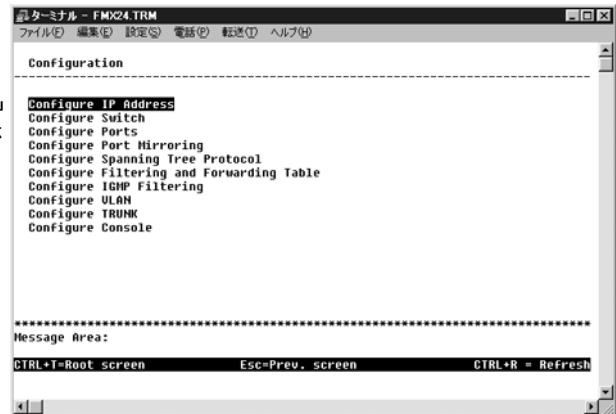 ターミナル - FMX24.TRM
ファイル(F) 編集(E) 設定(S) 電話(P) 転送(T) ヘルプ(H)
Configuration
--------------------------------------------------------------------------------
Configure IP Address
Configure Switch
Configure Ports
Configure Port Mirroring
Configure Spanning Tree Protocol
Configure Filtering and Forwarding Table
Configure IGMP Filtering
Configure VLAN
Configure TRUNK
Configure Console
********************************************************************************
Message Area:
CTRL+T=Root screen Esc=Prev. screen CTRL+R = Refresh